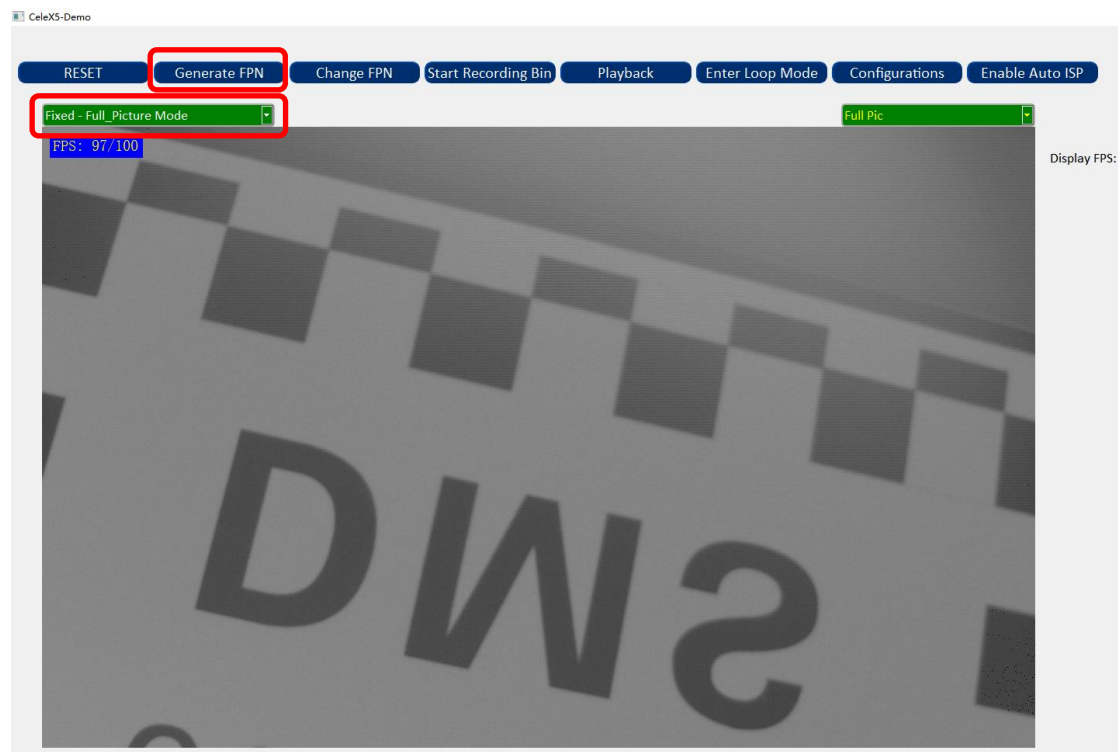 CeleX5-Demo
RESET
Generate FPN
Change FPN
Start Recording Bin
Playback
Enter Loop Mode
Configurations
Enable Auto ISP
Fixed - Full_Picture Mode
Full Pic
FPS: 97/100
Display FPS:
DMS